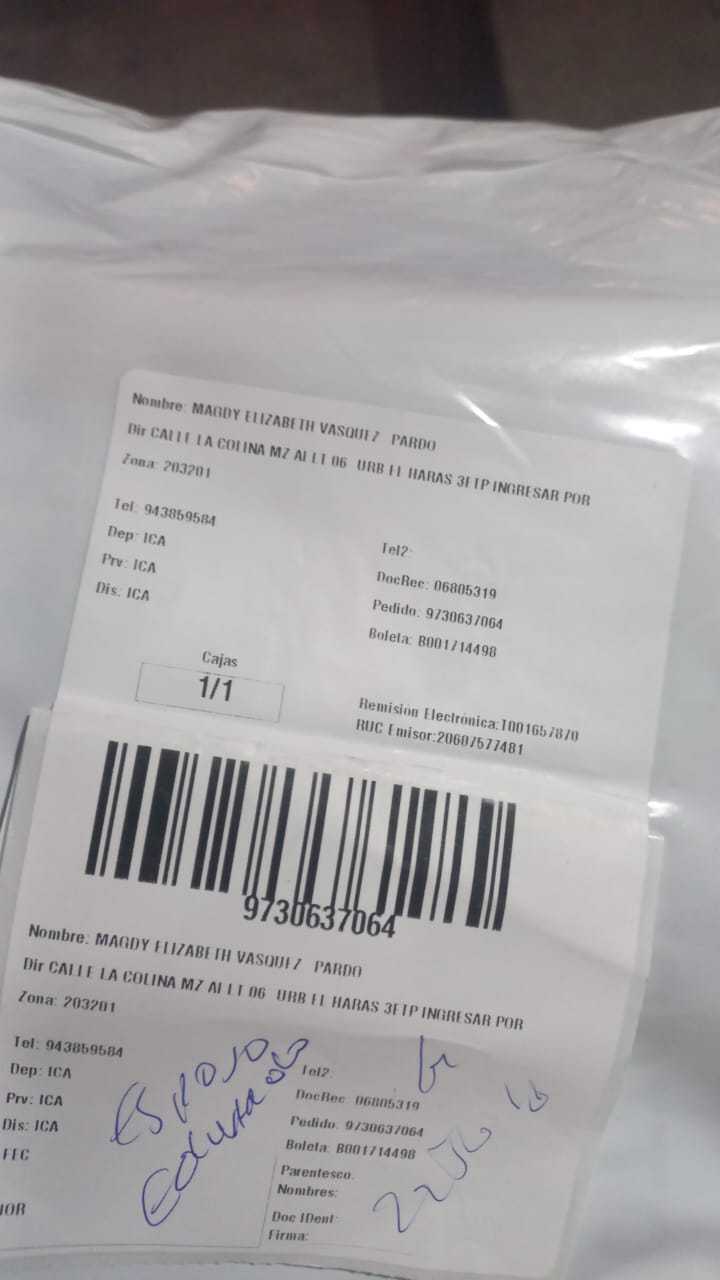 Nombre: MAGDY ELIZABETH VASQUEZ PARDO
Dir CALLE LA COLINA MZ AI LT 06 URB EL HARAS 3ETP INGRESAR POR
Zona: 203201
Tel: 943859584
Tel2:
Dep: ICA
DocRec: 06805319
Prv: ICA
Pedido: 9730637064
Dis: ICA
Boleta: B001714498
Cajas
1/1
Remisión Electrónica:T001657870
RUC Emisor:20607577481
9730637064
Nombre: MAGDY ELIZABETH VASQUEZ PARDO
Dir CALLE LA COLINA MZ AI LT 06 URB EL HARAS 3ETP INGRESAR POR
Zona: 203201
Tel: 943859584
Tel2:
Dep: ICA
DocRec: 06805319
Prv: ICA
Pedido: 9730637064
Dis: ICA
Boleta: B001714498
FEC
Parentesco:
Nombres:
Doc IDent:
Firma:
ESPOSO